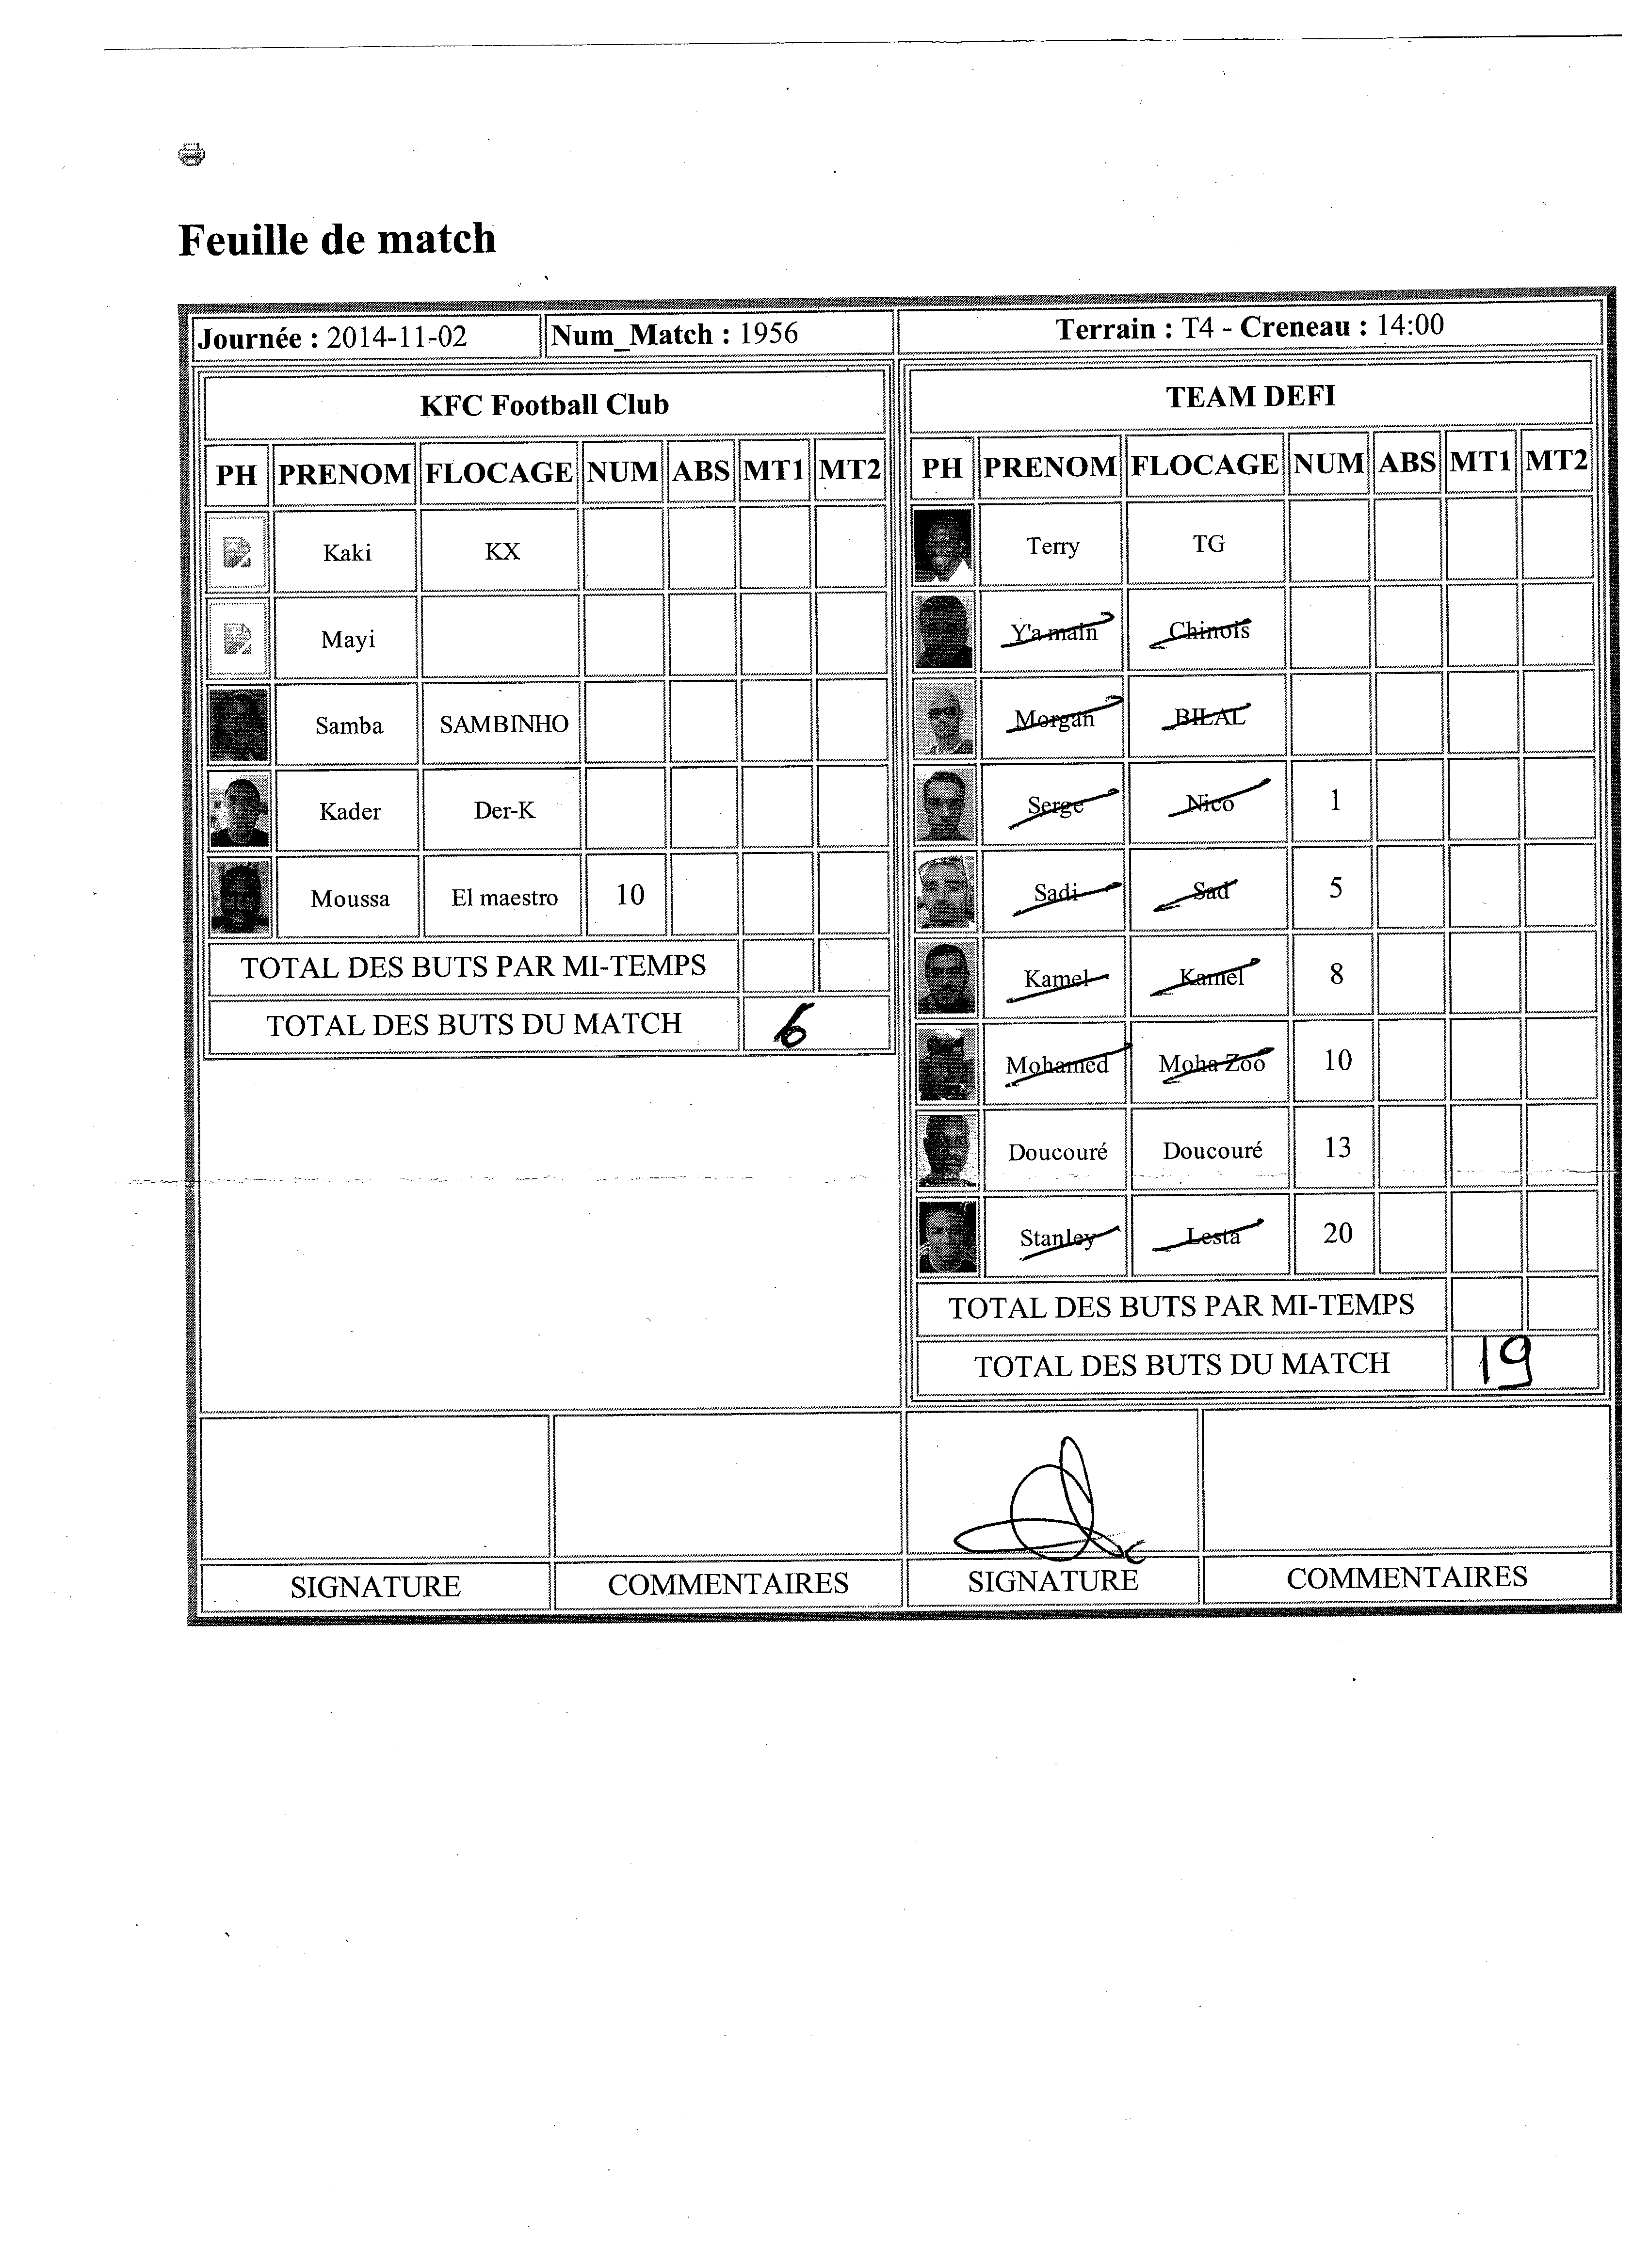 Feuille de match
Journée : 2014-11-02 Num_Match : 1956 Terrain : T4 - Creneau : 14:00
KFC Football Club
PH PRENOM FLOCAGE NUM ABS MT1 MT2
Kaki KX
Mayi
Samba SAMBINHO
Kader Der-K
Moussa El maestro 10
TOTAL DES BUTS PAR MI-TEMPS
TOTAL DES BUTS DU MATCH 6
TEAM DEFI
PH PRENOM FLOCAGE NUM ABS MT1 MT2
Terry TG
Y'a main Chinois
Morgan BILAL
Serge Nico 1
Sadi Sad 5
Kamel Kamel 8
Mohamed Moha Zoo 10
Doucouré Doucouré 13
Stanley Lesta 20
TOTAL DES BUTS PAR MI-TEMPS
TOTAL DES BUTS DU MATCH 19
SIGNATURE COMMENTAIRES SIGNATURE COMMENTAIRES